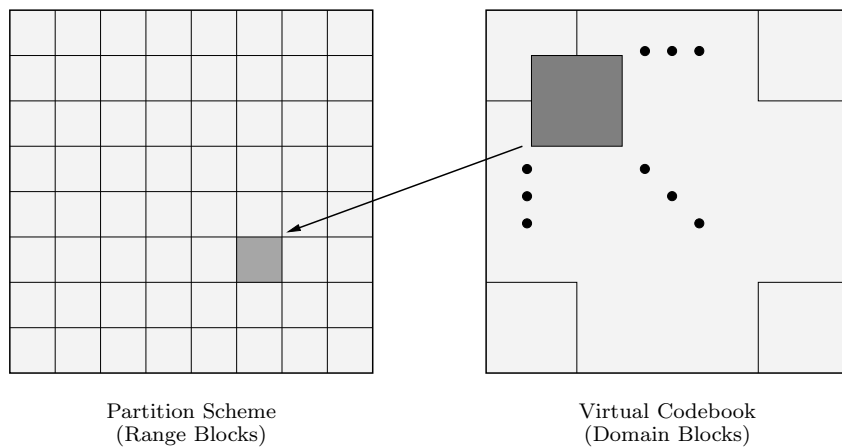 Partition Scheme
(Range Blocks)
Virtual Codebook
(Domain Blocks)